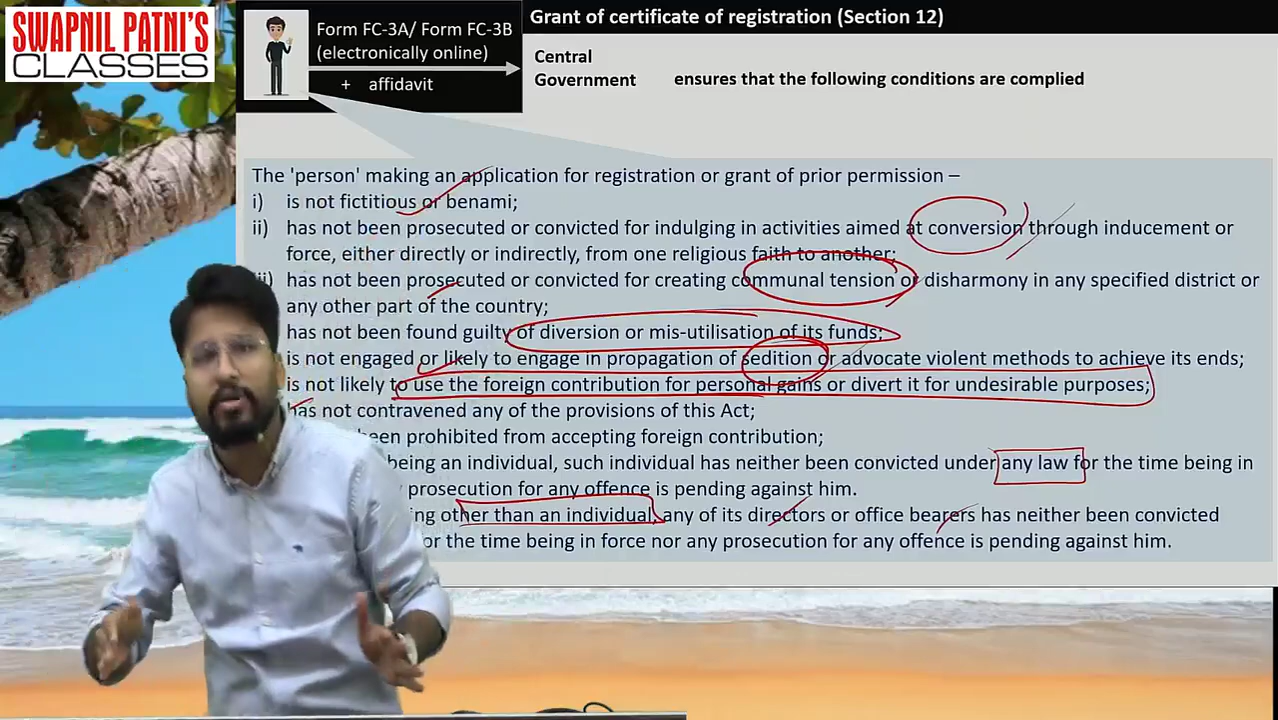 SWAPNIL PATNI'S
CLASSES
Form FC-3A/ Form FC-3B
(electronically online)
+ affidavit
Grant of certificate of registration (Section 12)
Central
Government
ensures that the following conditions are complied
The 'person' making an application for registration or grant of prior permission –
i) is not fictitious or benami;
ii) has not been prosecuted or convicted for indulging in activities aimed at conversion through inducement or
force, either directly or indirectly, from one religious faith to another;
has not been prosecuted or convicted for creating communal tension or disharmony in any specified district or
any other part of the country;
has not been found guilty of diversion or mis-utilisation of its funds;
is not engaged or likely to engage in propagation of sedition or advocate violent methods to achieve its ends;
is not likely to use the foreign contribution for personal gains or divert it for undesirable purposes;
has not contravened any of the provisions of this Act;
been prohibited from accepting foreign contribution;
being an individual, such individual has neither been convicted under any law for the time being in
prosecution for any offence is pending against him.
other than an individual, any of its directors or office bearers has neither been convicted
for the time being in force nor any prosecution for any offence is pending against him.